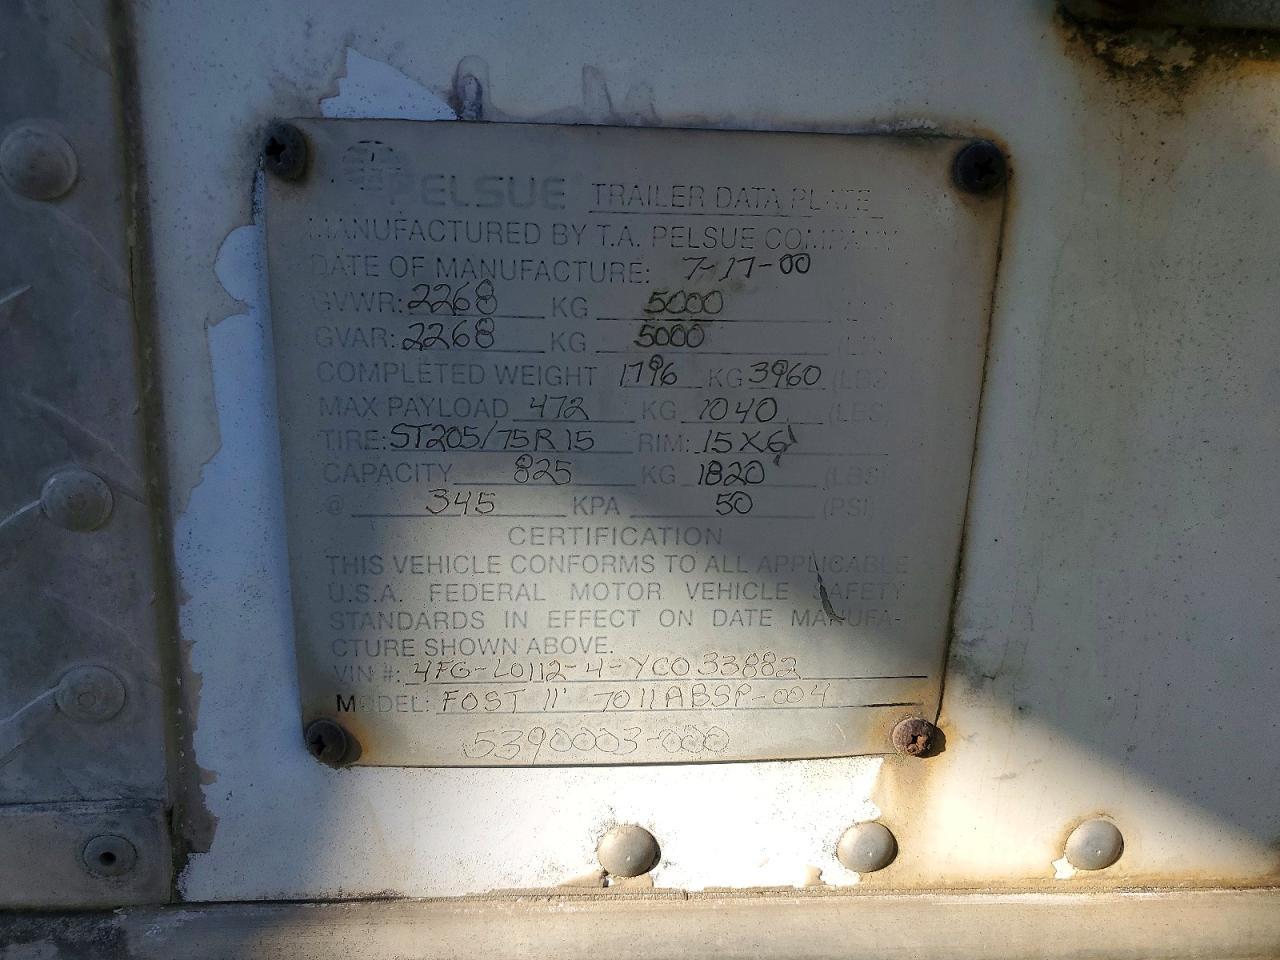 PELSUE TRAILER DATA PLATE
MANUFACTURED BY T.A. PELSUE COMPANY
DATE OF MANUFACTURE: 7-17-00
GVWR: 2268 KG 5000
GVAR: 2268 KG 5000
COMPLETED WEIGHT 1796 KG 3960 (LBS
MAX PAYLOAD 472 KG 1040 (LBS
TIRE: ST205/75R15 RIM: 15X6
CAPACITY 825 KG 1820 (LBS
@ 345 KPA 50 (PSI
CERTIFICATION
THIS VEHICLE CONFORMS TO ALL APPLICABLE
U.S.A. FEDERAL MOTOR VEHICLE SAFETY
STANDARDS IN EFFECT ON DATE MANUFA-
CTURE SHOWN ABOVE.
VIN #: 4FG-L0112-4-YC033882
MODEL: FOST 11' 7011ABSP-004
5390003-000